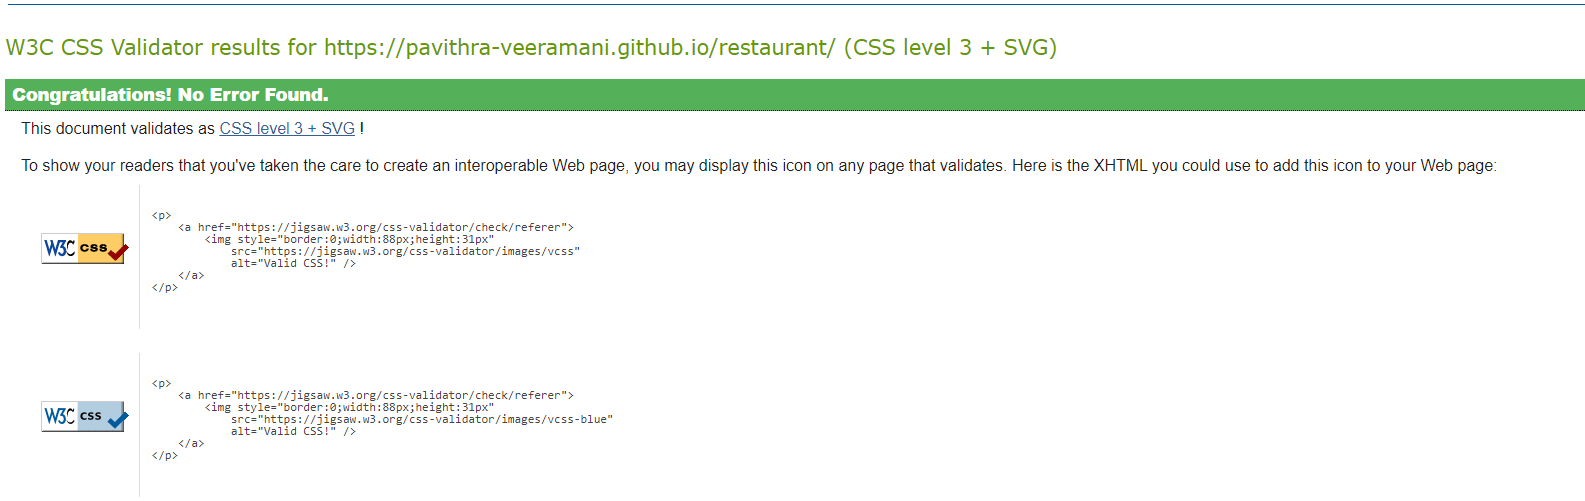 W3C CSS Validator results for https://pavithra-veeramani.github.io/restaurant/ (CSS level 3 + SVG)
Congratulations! No Error Found.
This document validates as CSS level 3 + SVG !
To show your readers that you've taken the care to create an interoperable Web page, you may display this icon on any page that validates. Here is the XHTML you could use to add this icon to your Web page:
W3C css
<p>
<a href="https://jigsaw.w3.org/css-validator/check/referer">
<img style="border:0;width:88px;height:31px"
src="https://jigsaw.w3.org/css-validator/images/vcss"
alt="Valid CSS!" />
</a>
</p>
W3C css
<p>
<a href="https://jigsaw.w3.org/css-validator/check/referer">
<img style="border:0;width:88px;height:31px"
src="https://jigsaw.w3.org/css-validator/images/vcss-blue"
alt="Valid CSS!" />
</a>
</p>